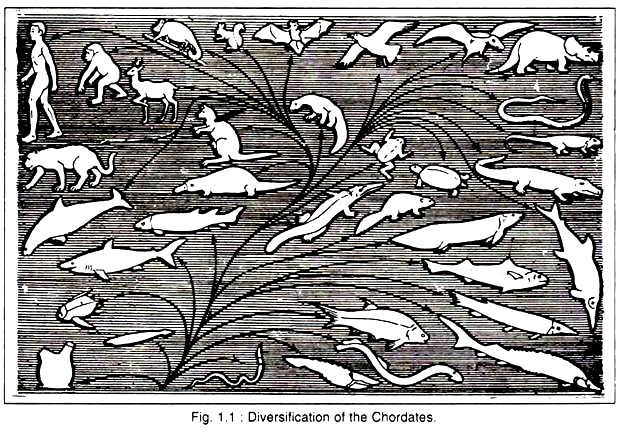 Fig. 1.1 : Diversification of the Chordates.